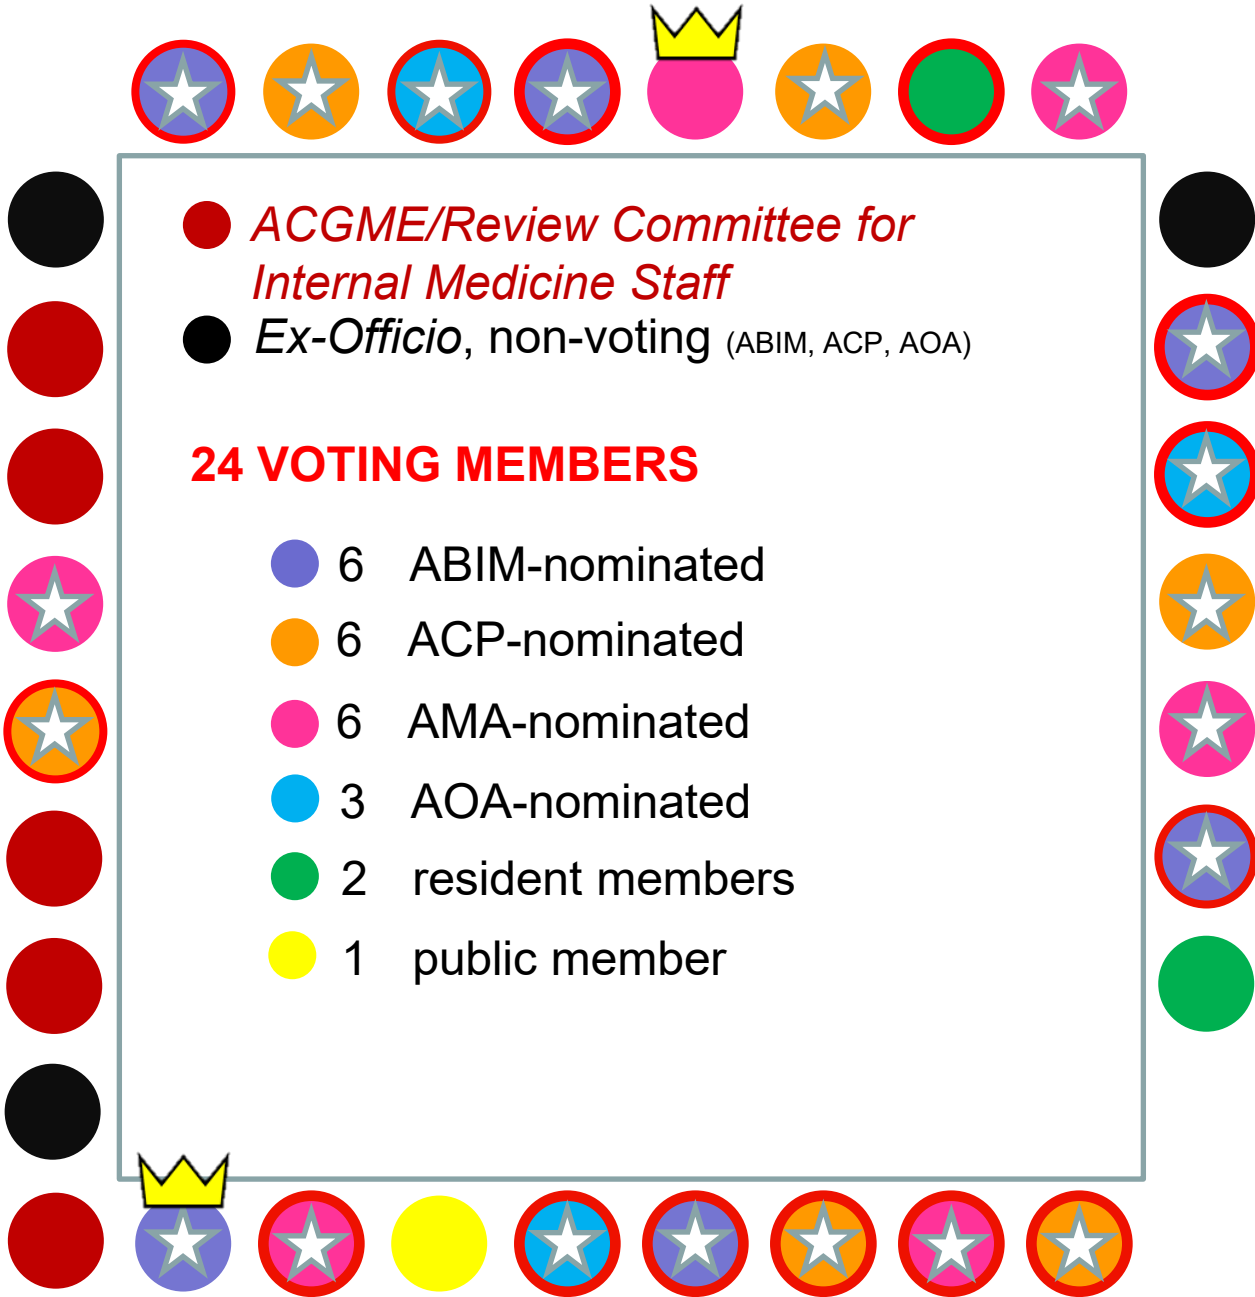 ACGME/Review Committee for
Internal Medicine Staff
Ex-Officio, non-voting (ABIM, ACP, AOA)
24 VOTING MEMBERS
6 ABIM-nominated
6 ACP-nominated
6 AMA-nominated
3 AOA-nominated
2 resident members
1 public member